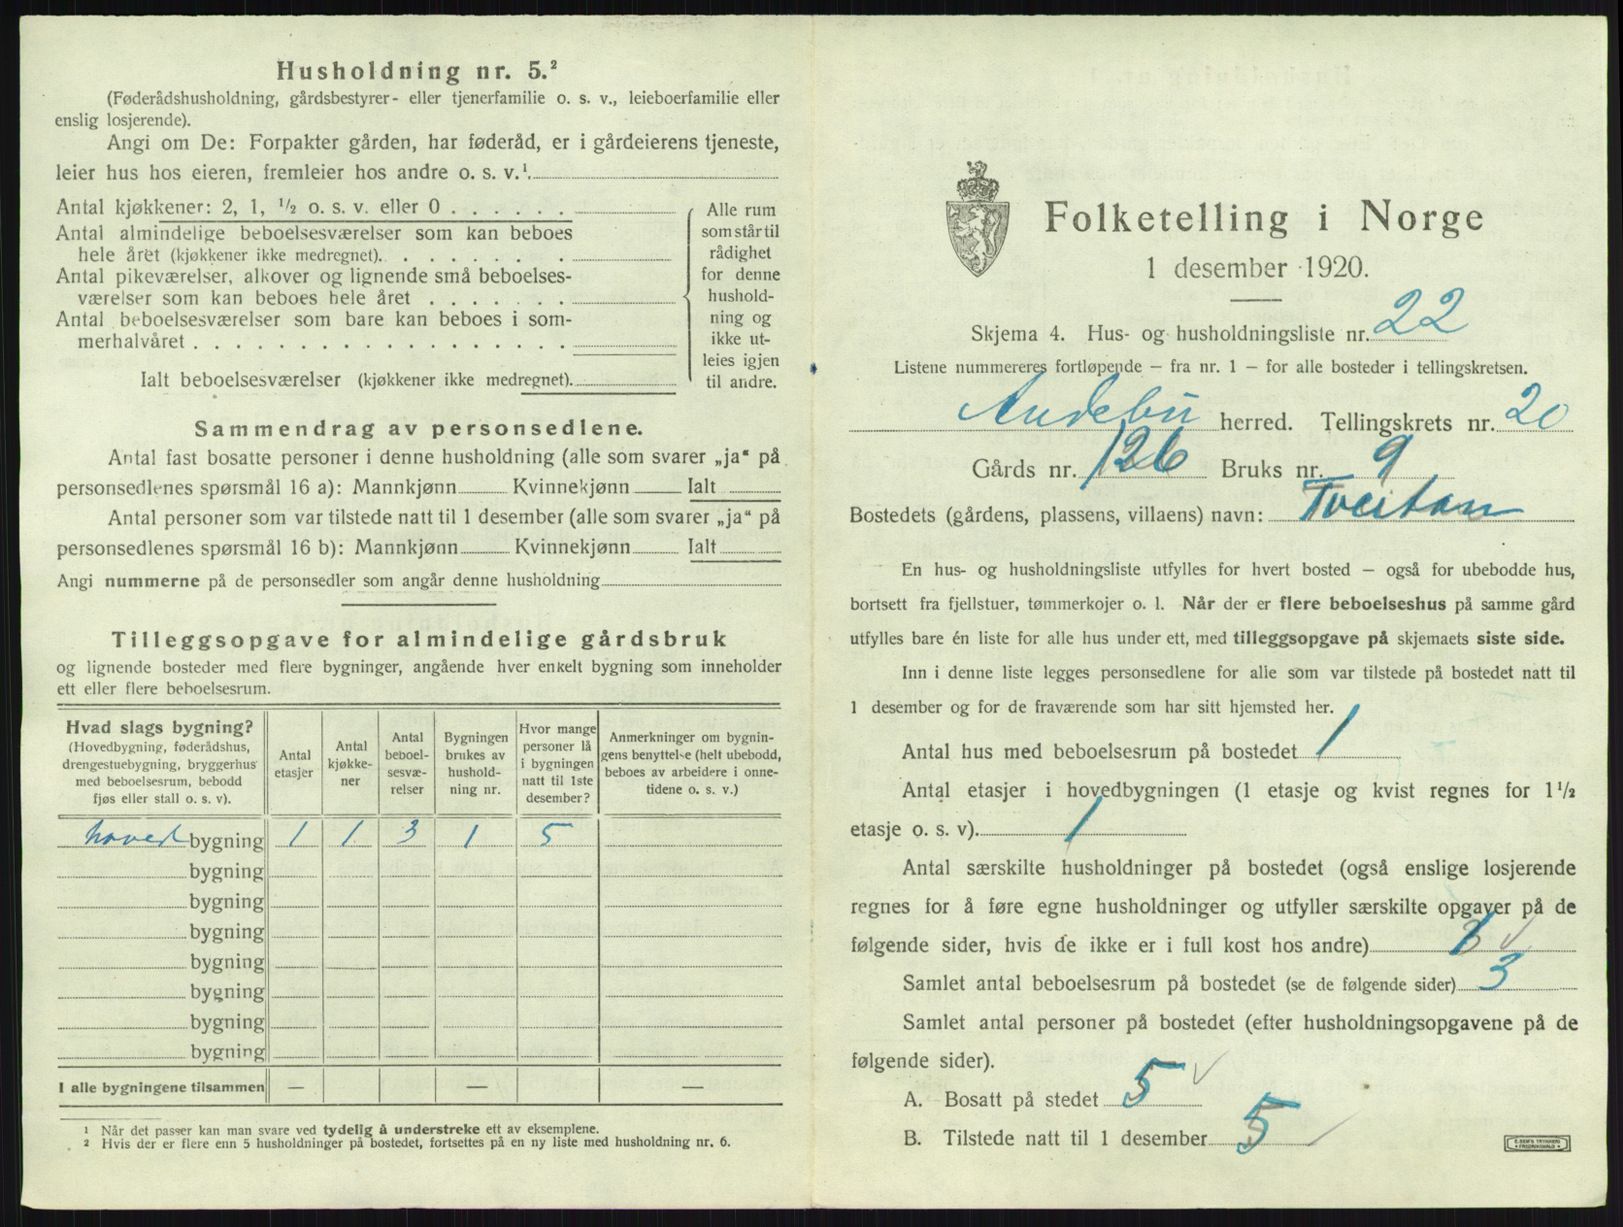 Husholdning nr. 5.²
(Føderådshusholdning, gårdsbestyrer- eller tjenerfamilie o. s. v., leieboerfamilie eller
enslig losjerende).
Angi om De: Forpakter gården, har føderåd, er i gårdeierens tjeneste,
leier hus hos eieren, fremleier hos andre o. s. v.¹.
Antal kjøkkener: 2, 1, ½ o. s. v. eller 0 . . . . . .
Antal almindelige beboelsesværelser som kan beboes
hele året (kjøkkener ikke medregnet). . . . . . . .
Antal pikeværelser, alkover og lignende små beboelses-
værelser som kan beboes hele året . . . . . . .
Antal beboelsesværelser som bare kan beboes i som-
merhalvåret . . . . . . . . . . . . . . . . . .
Ialt beboelsesværelser (kjøkkener ikke medregnet).
Alle rum
som står til
rådighet
for denne
hushold-
ning og
ikke ut-
leies igjen
til andre.
Sammendrag av personsedlene.
Antal fast bosatte personer i denne husholdning (alle som svarer „ja“ på
personsedlenes spørsmål 16 a): Mannkjønn Kvinnekjønn Ialt
Antal personer som var tilstede natt til 1 desember (alle som svarer „ja“ på
personsedlenes spørsmål 16 b): Mannkjønn Kvinnekjønn Ialt
Angi nummerne på de personsedler som angår denne husholdning
Tilleggsopgave for almindelige gårdsbruk
og lignende bosteder med flere bygninger, angående hver enkelt bygning som inneholder
ett eller flere beboelsesrum.
Hvad slags bygning?
(Hovedbygning, føderådshus,
drengestuebygning, bryggerhus
med beboelsesrum, bebodd
fjøs eller stall o. s. v).
Antal
etasjer
Antal
kjøkke-
ner
Antal
beboel-
sesvæ-
relser
Bygningen
brukes av
hushold-
ning nr.
Hvor mange
personer lå
i bygningen
natt til 1ste
desember?
Anmerkninger om bygnin-
gens benyttelse (helt ubebodd,
beboes av arbeidere i onne-
tidene o. s. v.)
hoved bygning 1 1 3 1 5
bygning
bygning
bygning
bygning
bygning
bygning
bygning
I alle bygningene tilsammen — — —
¹ Når det passer kan man svare ved tydelig å understreke ett av eksemplene.
² Hvis der er flere enn 5 husholdninger på bostedet, fortsettes på en ny liste med husholdning nr. 6.
Folketelling i Norge
1 desember 1920.
Skjema 4. Hus- og husholdningsliste nr. 22
Listene nummereres fortløpende — fra nr. 1 — for alle bosteder i tellingskretsen.
Andebu herred. Tellingskrets nr. 20
Gårds nr. 126 Bruks nr. 9
Bostedets (gårdens, plassens, villaens) navn: Tveitan
En hus- og husholdningsliste utfylles for hvert bosted — også for ubebodde hus,
bortsett fra fjellstuer, tømmerkojer o. l. Når der er flere beboelseshus på samme gård
utfylles bare én liste for alle hus under ett, med tilleggsopgave på skjemaets siste side.
Inn i denne liste legges personsedlene for alle som var tilstede på bostedet natt til
1 desember og for de fraværende som har sitt hjemsted her.
Antal hus med beboelsesrum på bostedet 1
Antal etasjer i hovedbygningen (1 etasje og kvist regnes for 1½
etasje o. s. v). 1
Antal særskilte husholdninger på bostedet (også enslige losjerende
regnes for å føre egne husholdninger og utfyller særskilte opgaver på de
følgende sider, hvis de ikke er i full kost hos andre) 1 ✓
Samlet antal beboelsesrum på bostedet (se de følgende sider) 3
Samlet antal personer på bostedet (efter husholdningsopgavene på de
følgende sider).
A. Bosatt på stedet 5 ✓
B. Tilstede natt til 1 desember 5